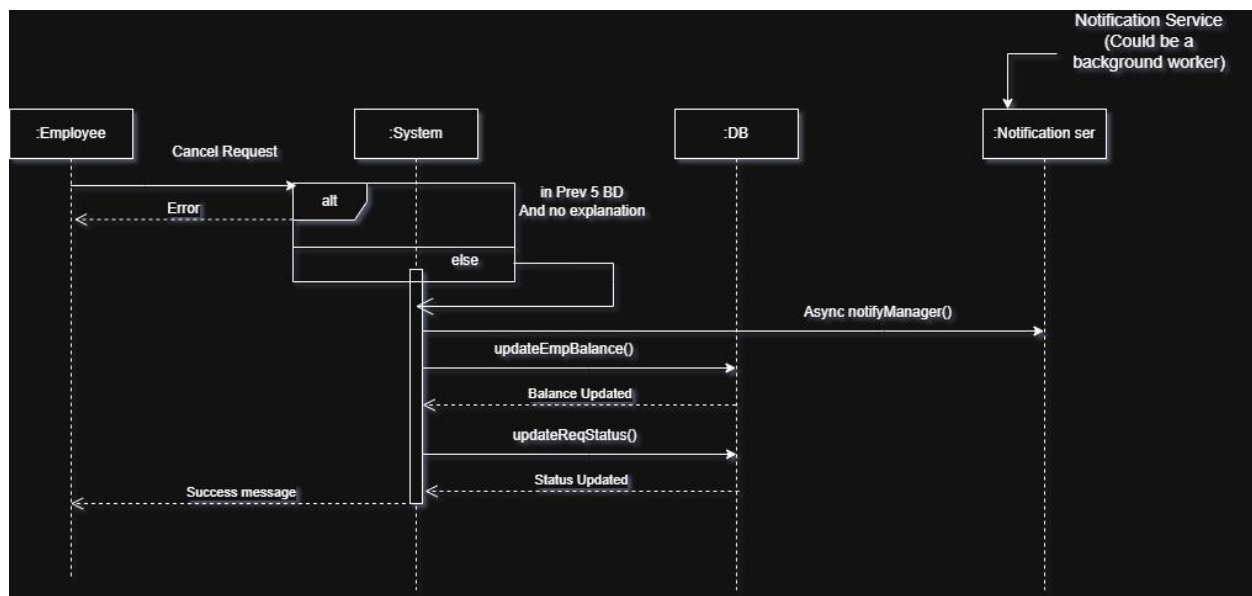 Notification Service
(Could be a
background worker)
:Employee
:System
:DB
:Notification ser
Cancel Request
alt
in Prev 5 BD
And no explanation
Error
else
Async notifyManager()
updateEmpBalance()
Balance Updated
updateReqStatus()
Status Updated
Success message